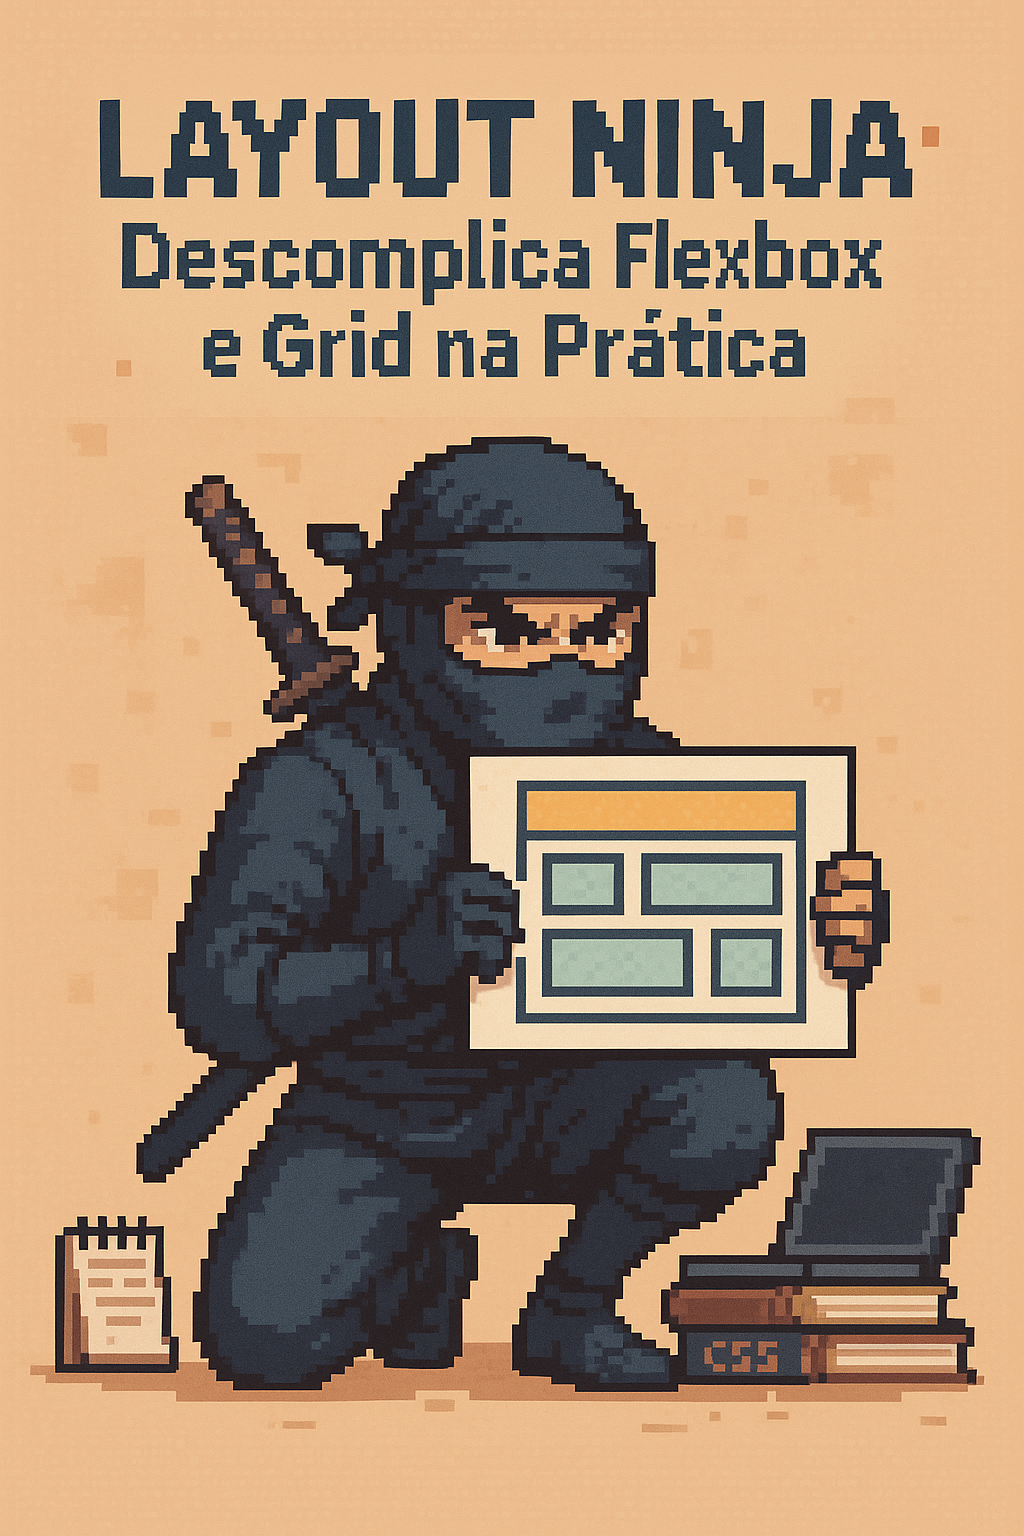 LAYOUT NINJA
Descomplica Flexbox
e Grid na Prática
CSS